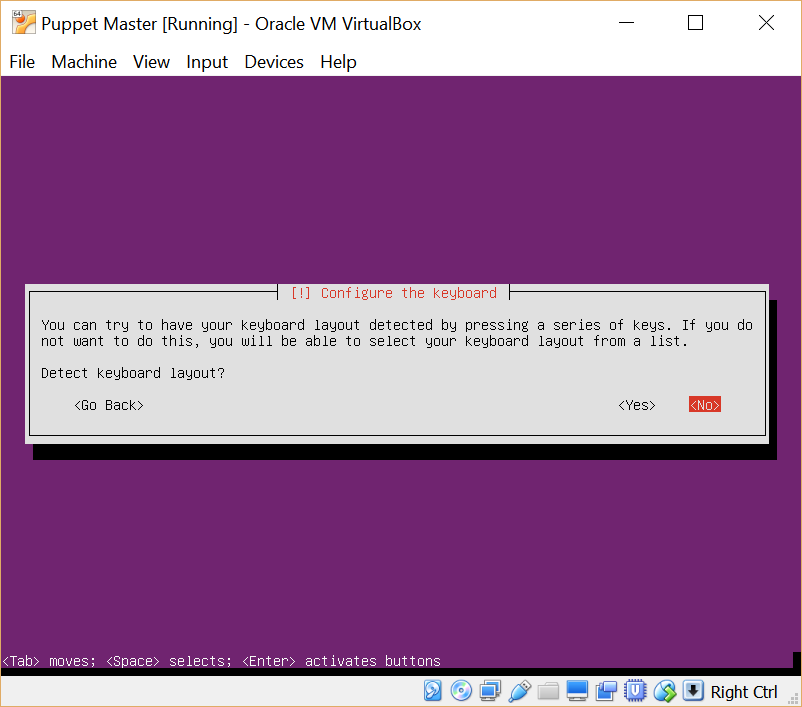 Puppet Master [Running] - Oracle VM VirtualBox
File Machine View Input Devices Help
[!] Configure the keyboard
You can try to have your keyboard layout detected by pressing a series of keys. If you do
not want to do this, you will be able to select your keyboard layout from a list.
Detect keyboard layout?
<Go Back> <Yes> <No>
<Tab> moves; <Space> selects; <Enter> activates buttons
Right Ctrl